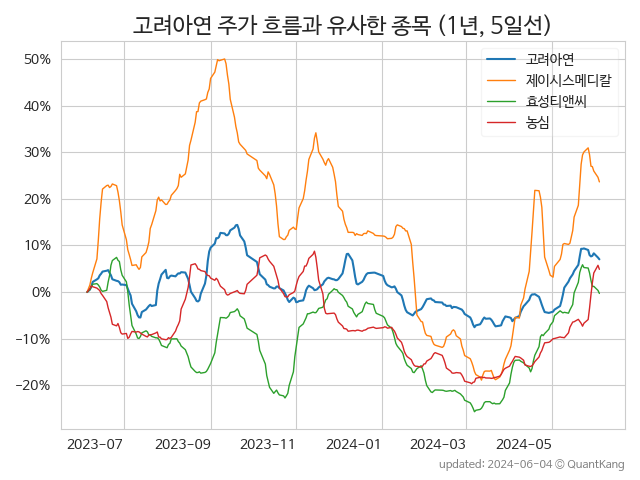 고려아연 주가 흐름과 유사한 종목 (1년, 5일선)
고려아연
제이시스메디칼
효성티앤씨
농심
50%
40%
30%
20%
10%
0%
−10%
−20%
2023-07 2023-09 2023-11 2024-01 2024-03 2024-05
updated: 2024-06-04 © QuantKang